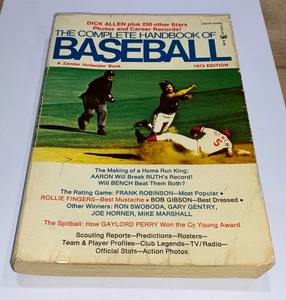 DICK ALLEN plus 250 other Stars
Photos and Career Records!
THE COMPLETE HANDBOOK OF
BASEBALL
A Zander Hollander Book
1973 EDITION
5
The Making of a Home Run King:
AARON Will Break RUTH's Record!
Will BENCH Beat Them Both?
The Rating Game: FRANK ROBINSON—Most Popular •
ROLLIE FINGERS—Best Mustache • BOB GIBSON—Best Dressed •
Other Winners: RON SWOBODA, GARY GENTRY,
JOE HORNER, MIKE MARSHALL
The Spitball: How GAYLORD PERRY Won the Cy Young Award
Scouting Reports—Predictions—Rosters—
Team & Player Profiles—Club Legends—TV/Radio—
Official Stats—Action Photos